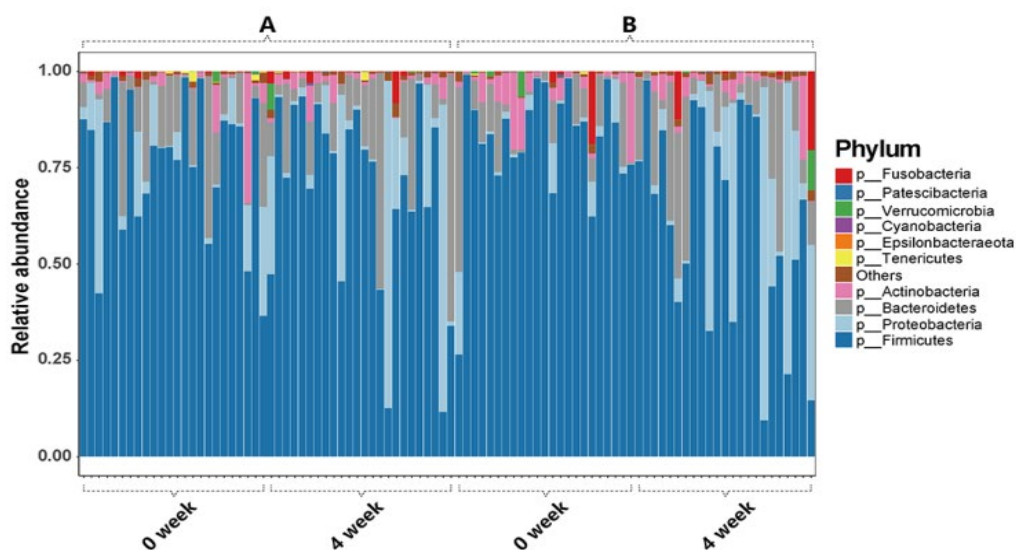 A
B
1.00
0.75
0.50
0.25
0.00
Relative abundance
0 week
4 week
0 week
4 week
Phylum
p__Fusobacteria
p__Patescibacteria
p__Verrucomicrobia
p__Cyanobacteria
p__Epsilonbacteraeota
p__Tenericutes
Others
p__Actinobacteria
p__Bacteroidetes
p__Proteobacteria
p__Firmicutes